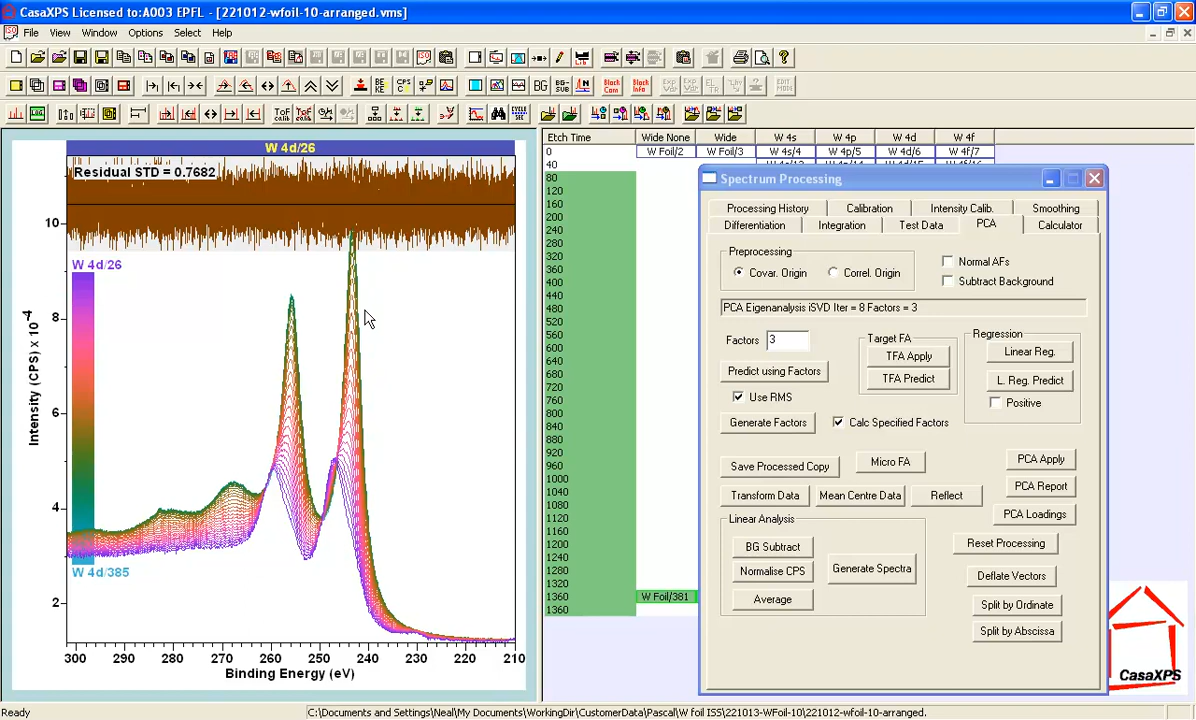 CasaXPS Licensed to:A003 EPFL - [221012-wfoil-10-arranged.vms]
File View Window Options Select Help
W 4d/26
Residual STD = 0.7682
10
8
6
4
2
Intensity (CPS) x 10⁻⁴
W 4d/26
W 4d/385
300 290 280 270 260 250 240 230 220 210
Binding Energy (eV)
Etch Time Wide None Wide W 4s W 4p W 4d W 4f
0 W Foil/2 W Foil/3 W 4s/4 W 4p/5 W 4d/6 W 4f/7
40
80
120
160
200
240
280
320
360
400
440
480
520
560
600
640
680
720
760
800
840
880
920
960
1000
1040
1080
1120
1160
1200
1240
1280
1320
1360 W Foil/381
1360
Spectrum Processing
Processing History Calibration Intensity Calib. Smoothing
Differentiation Integration Test Data PCA Calculator
Preprocessing
Covar. Origin Correl. Origin
Normal AFs
Subtract Background
PCA Eigenanalysis iSVD Iter = 8 Factors = 3
Factors 3
Predict using Factors
Use RMS
Generate Factors
Target FA
TFA Apply
TFA Predict
Calc Specified Factors
Regression
Linear Reg.
L. Reg. Predict
Positive
Save Processed Copy Micro FA PCA Apply
Transform Data Mean Centre Data Reflect PCA Report
PCA Loadings
Linear Analysis
BG Subtract
Normalise CPS
Average
Generate Spectra
Reset Processing
Deflate Vectors
Split by Ordinate
Split by Abscissa
CasaXPS
Ready C:\Documents and Settings\Neal\My Documents\WorkingDir\CustomerData\Pascal\W foil ISS\221013-WFoil-10\221012-wfoil-10-arranged.